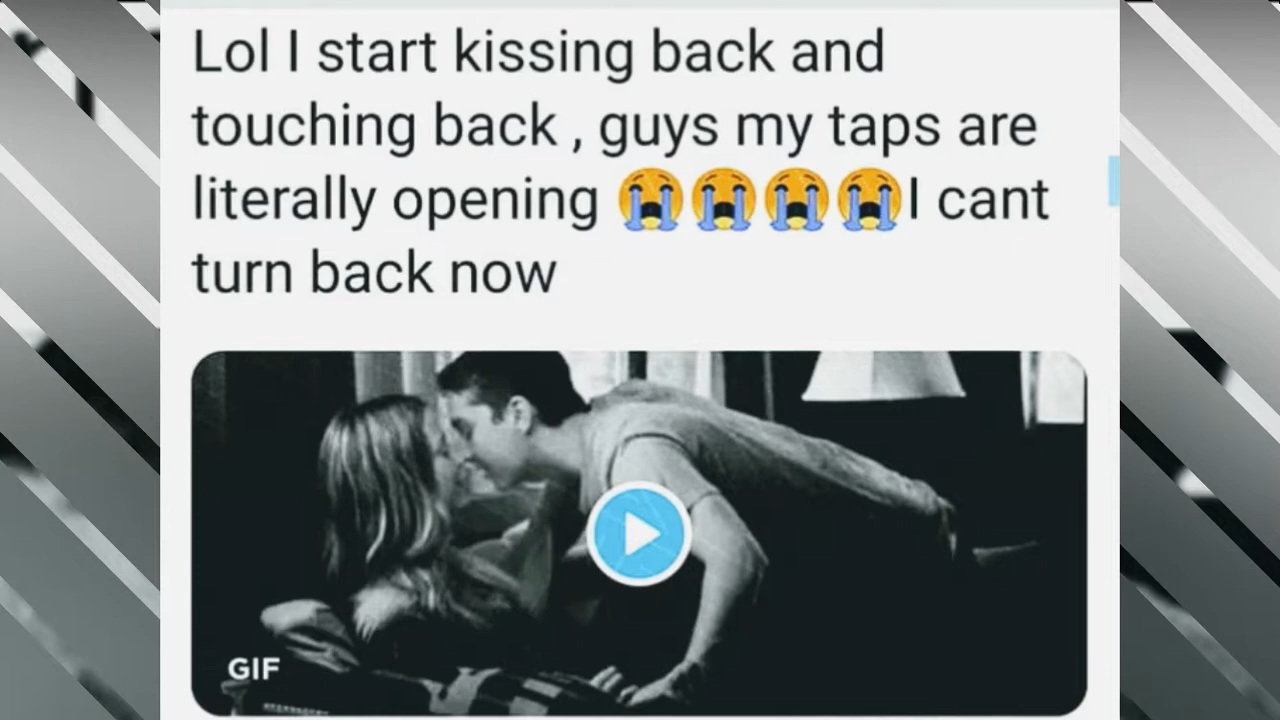 Lol I start kissing back and
touching back , guys my taps are
literally opening 😭😭😭😭I cant
turn back now
GIF